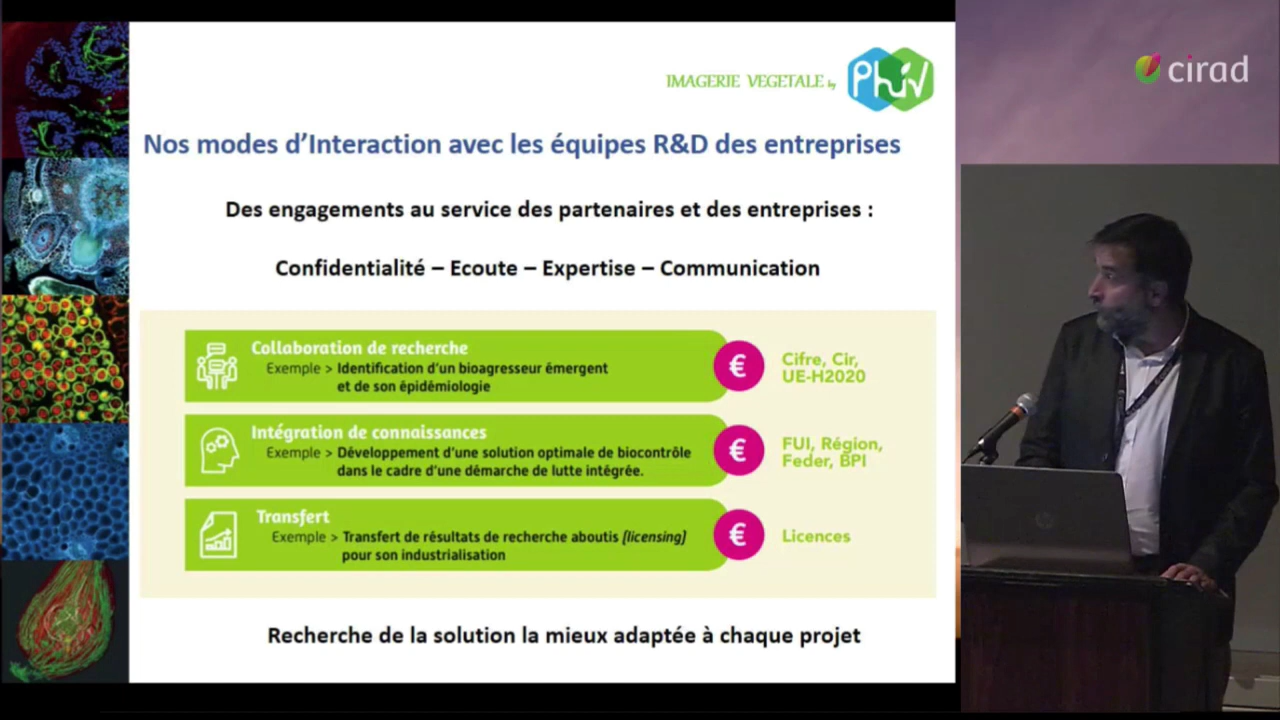 IMAGERIE VEGETALE by PHIV
cirad
Nos modes d'Interaction avec les équipes R&D des entreprises
Des engagements au service des partenaires et des entreprises :
Confidentialité – Ecoute – Expertise – Communication
Collaboration de recherche
Exemple > Identification d'un bioagresseur émergent
et de son épidémiologie
€
Cifre, Cir,
UE-H2020
Intégration de connaissances
Exemple > Développement d'une solution optimale de biocontrôle
dans le cadre d'une démarche de lutte intégrée.
€
FUI, Région,
Feder, BPI
Transfert
Exemple > Transfert de résultats de recherche aboutis (licensing)
pour son industrialisation
€
Licences
Recherche de la solution la mieux adaptée à chaque projet